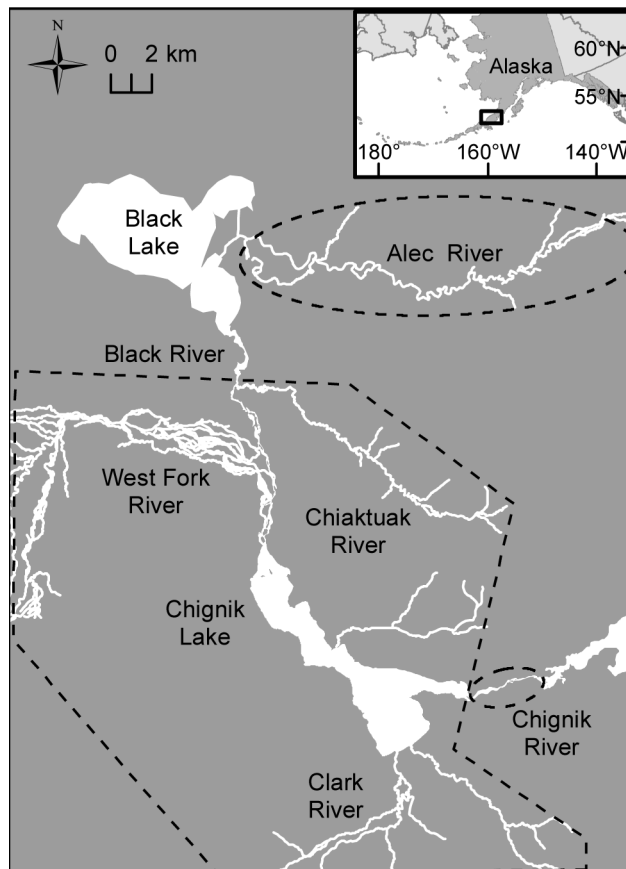 N
0 2 km
Alaska
60°N
55°N
180°
160°W
140°W
Black
Lake
Alec River
Black River
West Fork
River
Chiaktuak
River
Chignik
Lake
Chignik
River
Clark
River